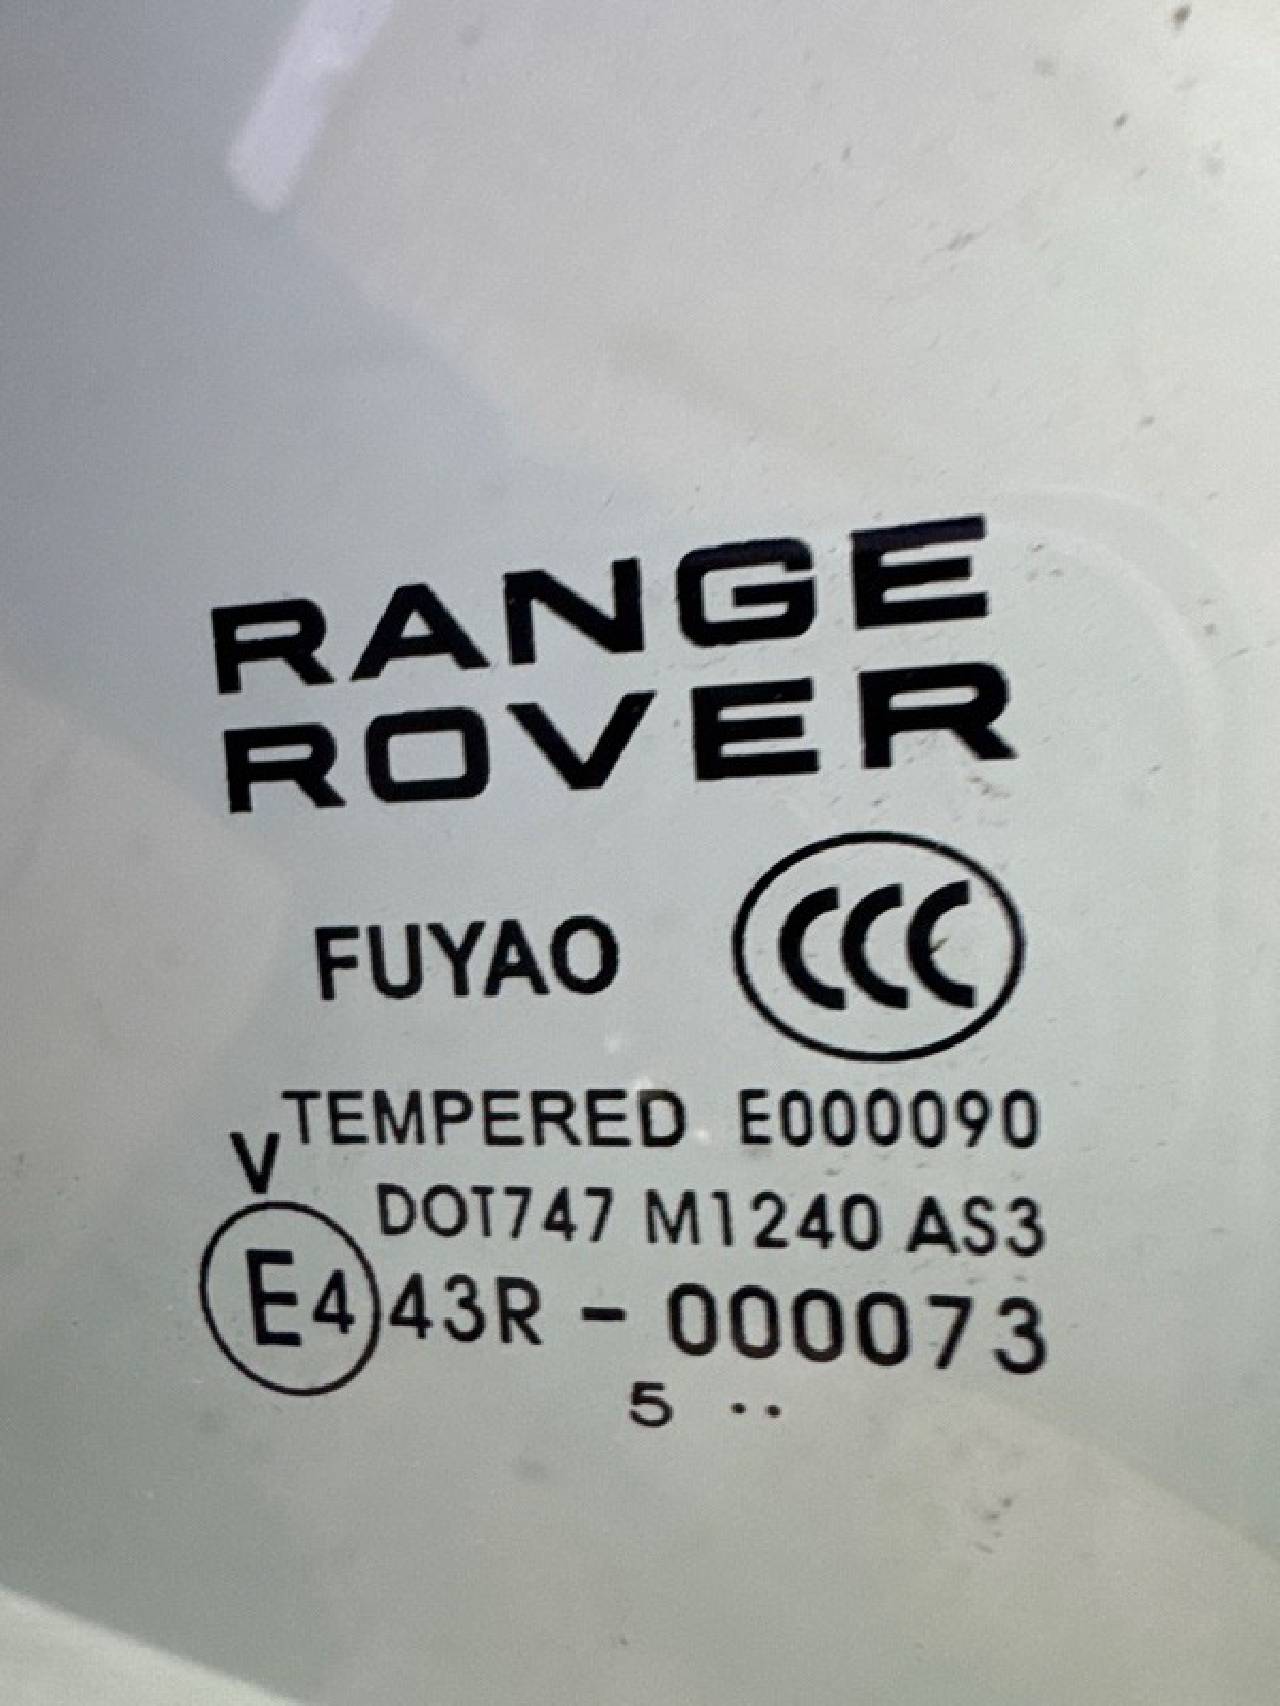 RANGE
ROVER
FUYAO CCC
TEMPERED E000090
V
DOT747 M1240 AS3
E4 43R - 000073
5 ..